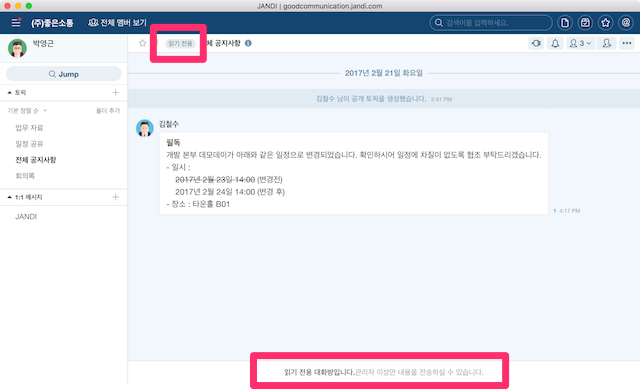 JANDI | goodcommunication.jandi.com
(주)좋은소통
전체 멤버 보기
검색어를 입력하세요.
박영근
읽기 전용
전체 공지사항
3
Jump
2017년 2월 21일 화요일
토픽
기본 정렬 순
폴더 추가
김철수 님이 공개 토픽을 생성했습니다. 2:41 PM
업무 자료
일정 공유
전체 공지사항
회의록
1:1 메시지
JANDI
김철수
필독
개발 본부 데모데이가 아래와 같은 일정으로 변경되었습니다. 확인하시어 일정에 차질이 없도록 협조 부탁드리겠습니다.
- 일시 :
2017년 2월 23일 14:00 (변경전)
2017년 2월 24일 14:00 (변경 후)
- 장소 : 타운홀 B01
1 4:17 PM
읽기 전용 대화방입니다.관리자 이상만 내용을 전송하실 수 있습니다.